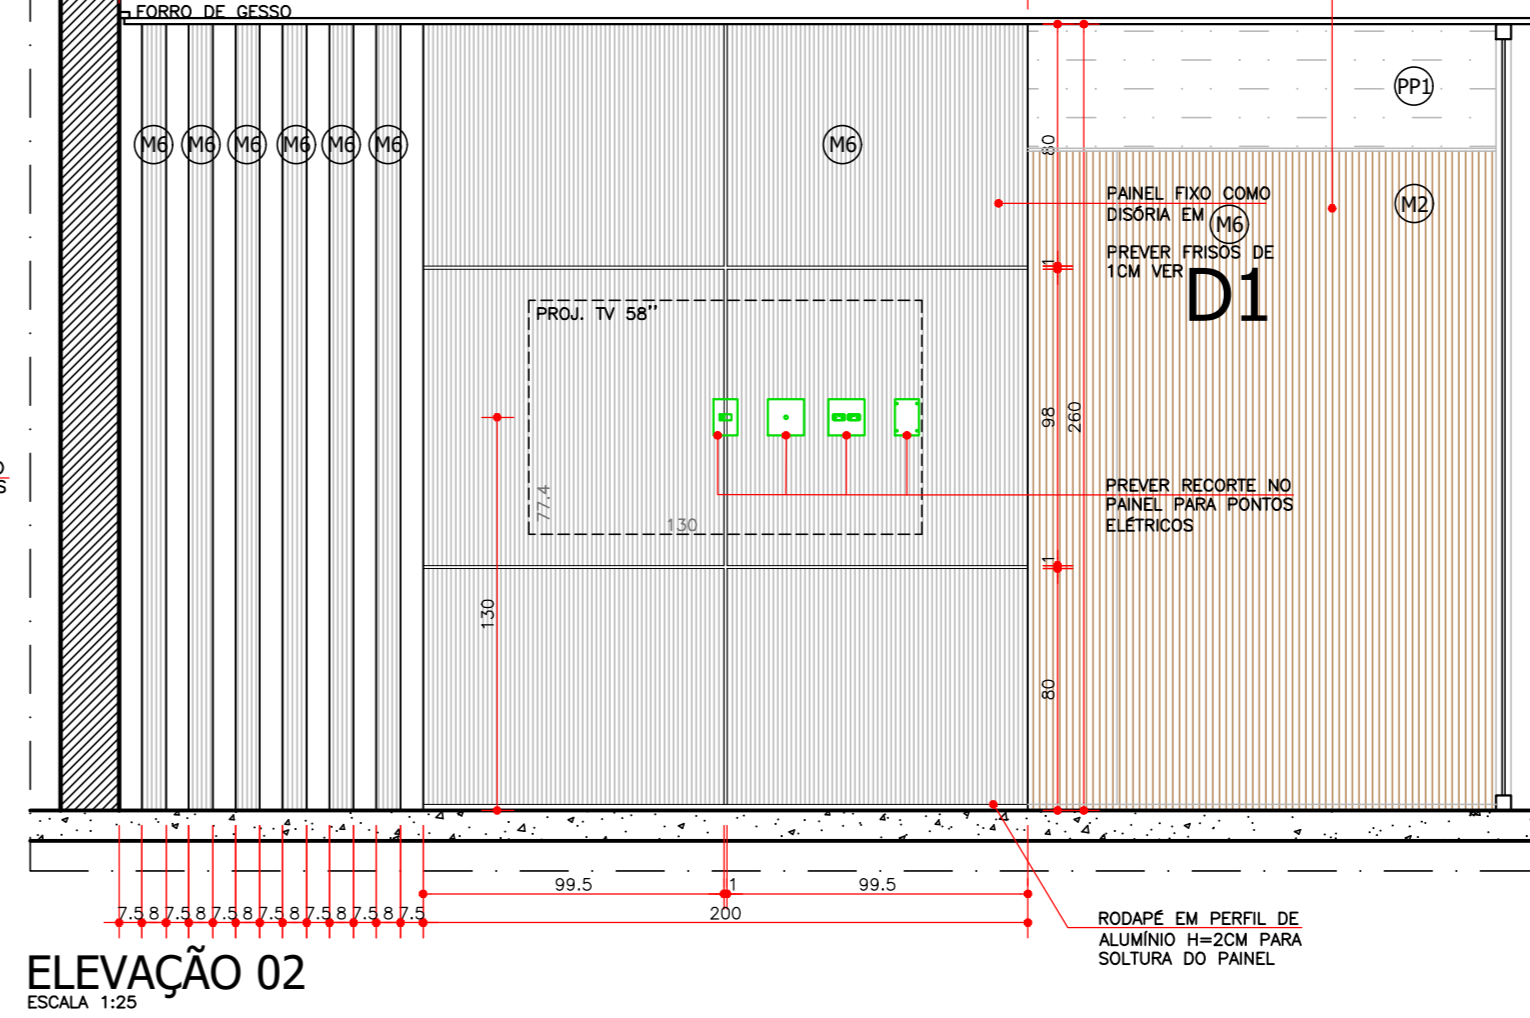 FORRO DE GESSO
PP1
M6 M6 M6 M6 M6 M6
M6
80
PAINEL FIXO COMO
DISÓRIA EM M6
M2
PREVER FRISOS DE
1CM VER
D1
1
PROJ. TV 58’’
98
260
77.4
130
PREVER RECORTE NO
PAINEL PARA PONTOS
ELÉTRICOS
O
S
1
130
80
99.5 1 99.5
7.5 8 7.5 8 7.5 8 7.5 8 7.5 8 7.5 8 7.5 200
RODAPÉ EM PERFIL DE
ALUMÍNIO H=2CM PARA
SOLTURA DO PAINEL
ELEVAÇÃO 02
ESCALA 1:25